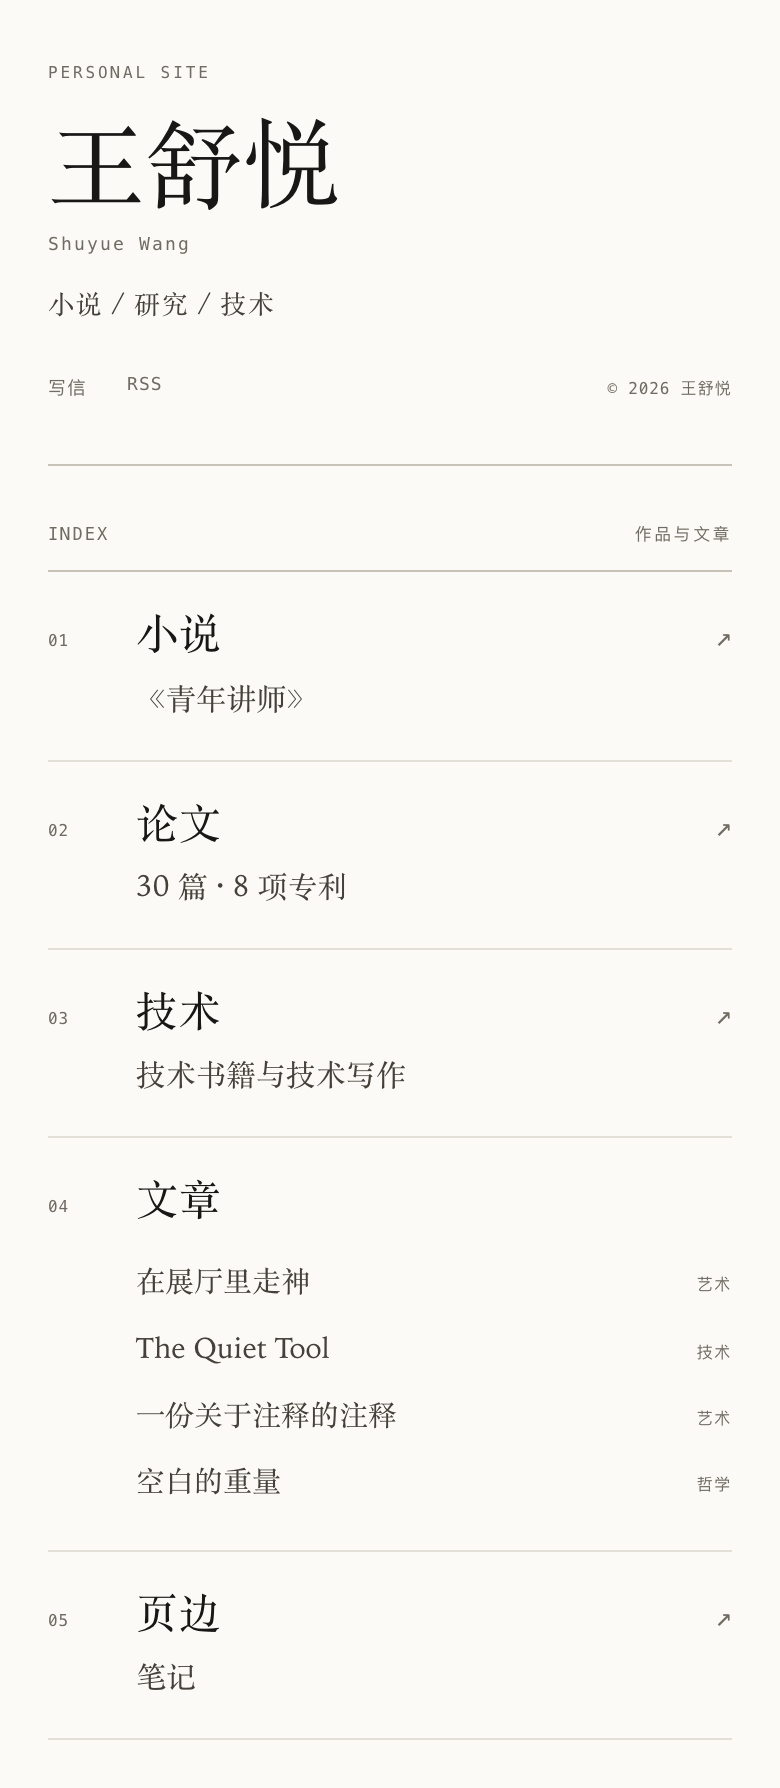 PERSONAL SITE
王舒悦
Shuyue Wang
小说 / 研究 / 技术
写信 RSS © 2026 王舒悦
INDEX 作品与文章
01 小说 ↗
《青年讲师》
02 论文 ↗
30 篇 · 8 项专利
03 技术 ↗
技术书籍与技术写作
04 文章
在展厅里走神 艺术
The Quiet Tool 技术
一份关于注释的注释 艺术
空白的重量 哲学
05 页边 ↗
笔记